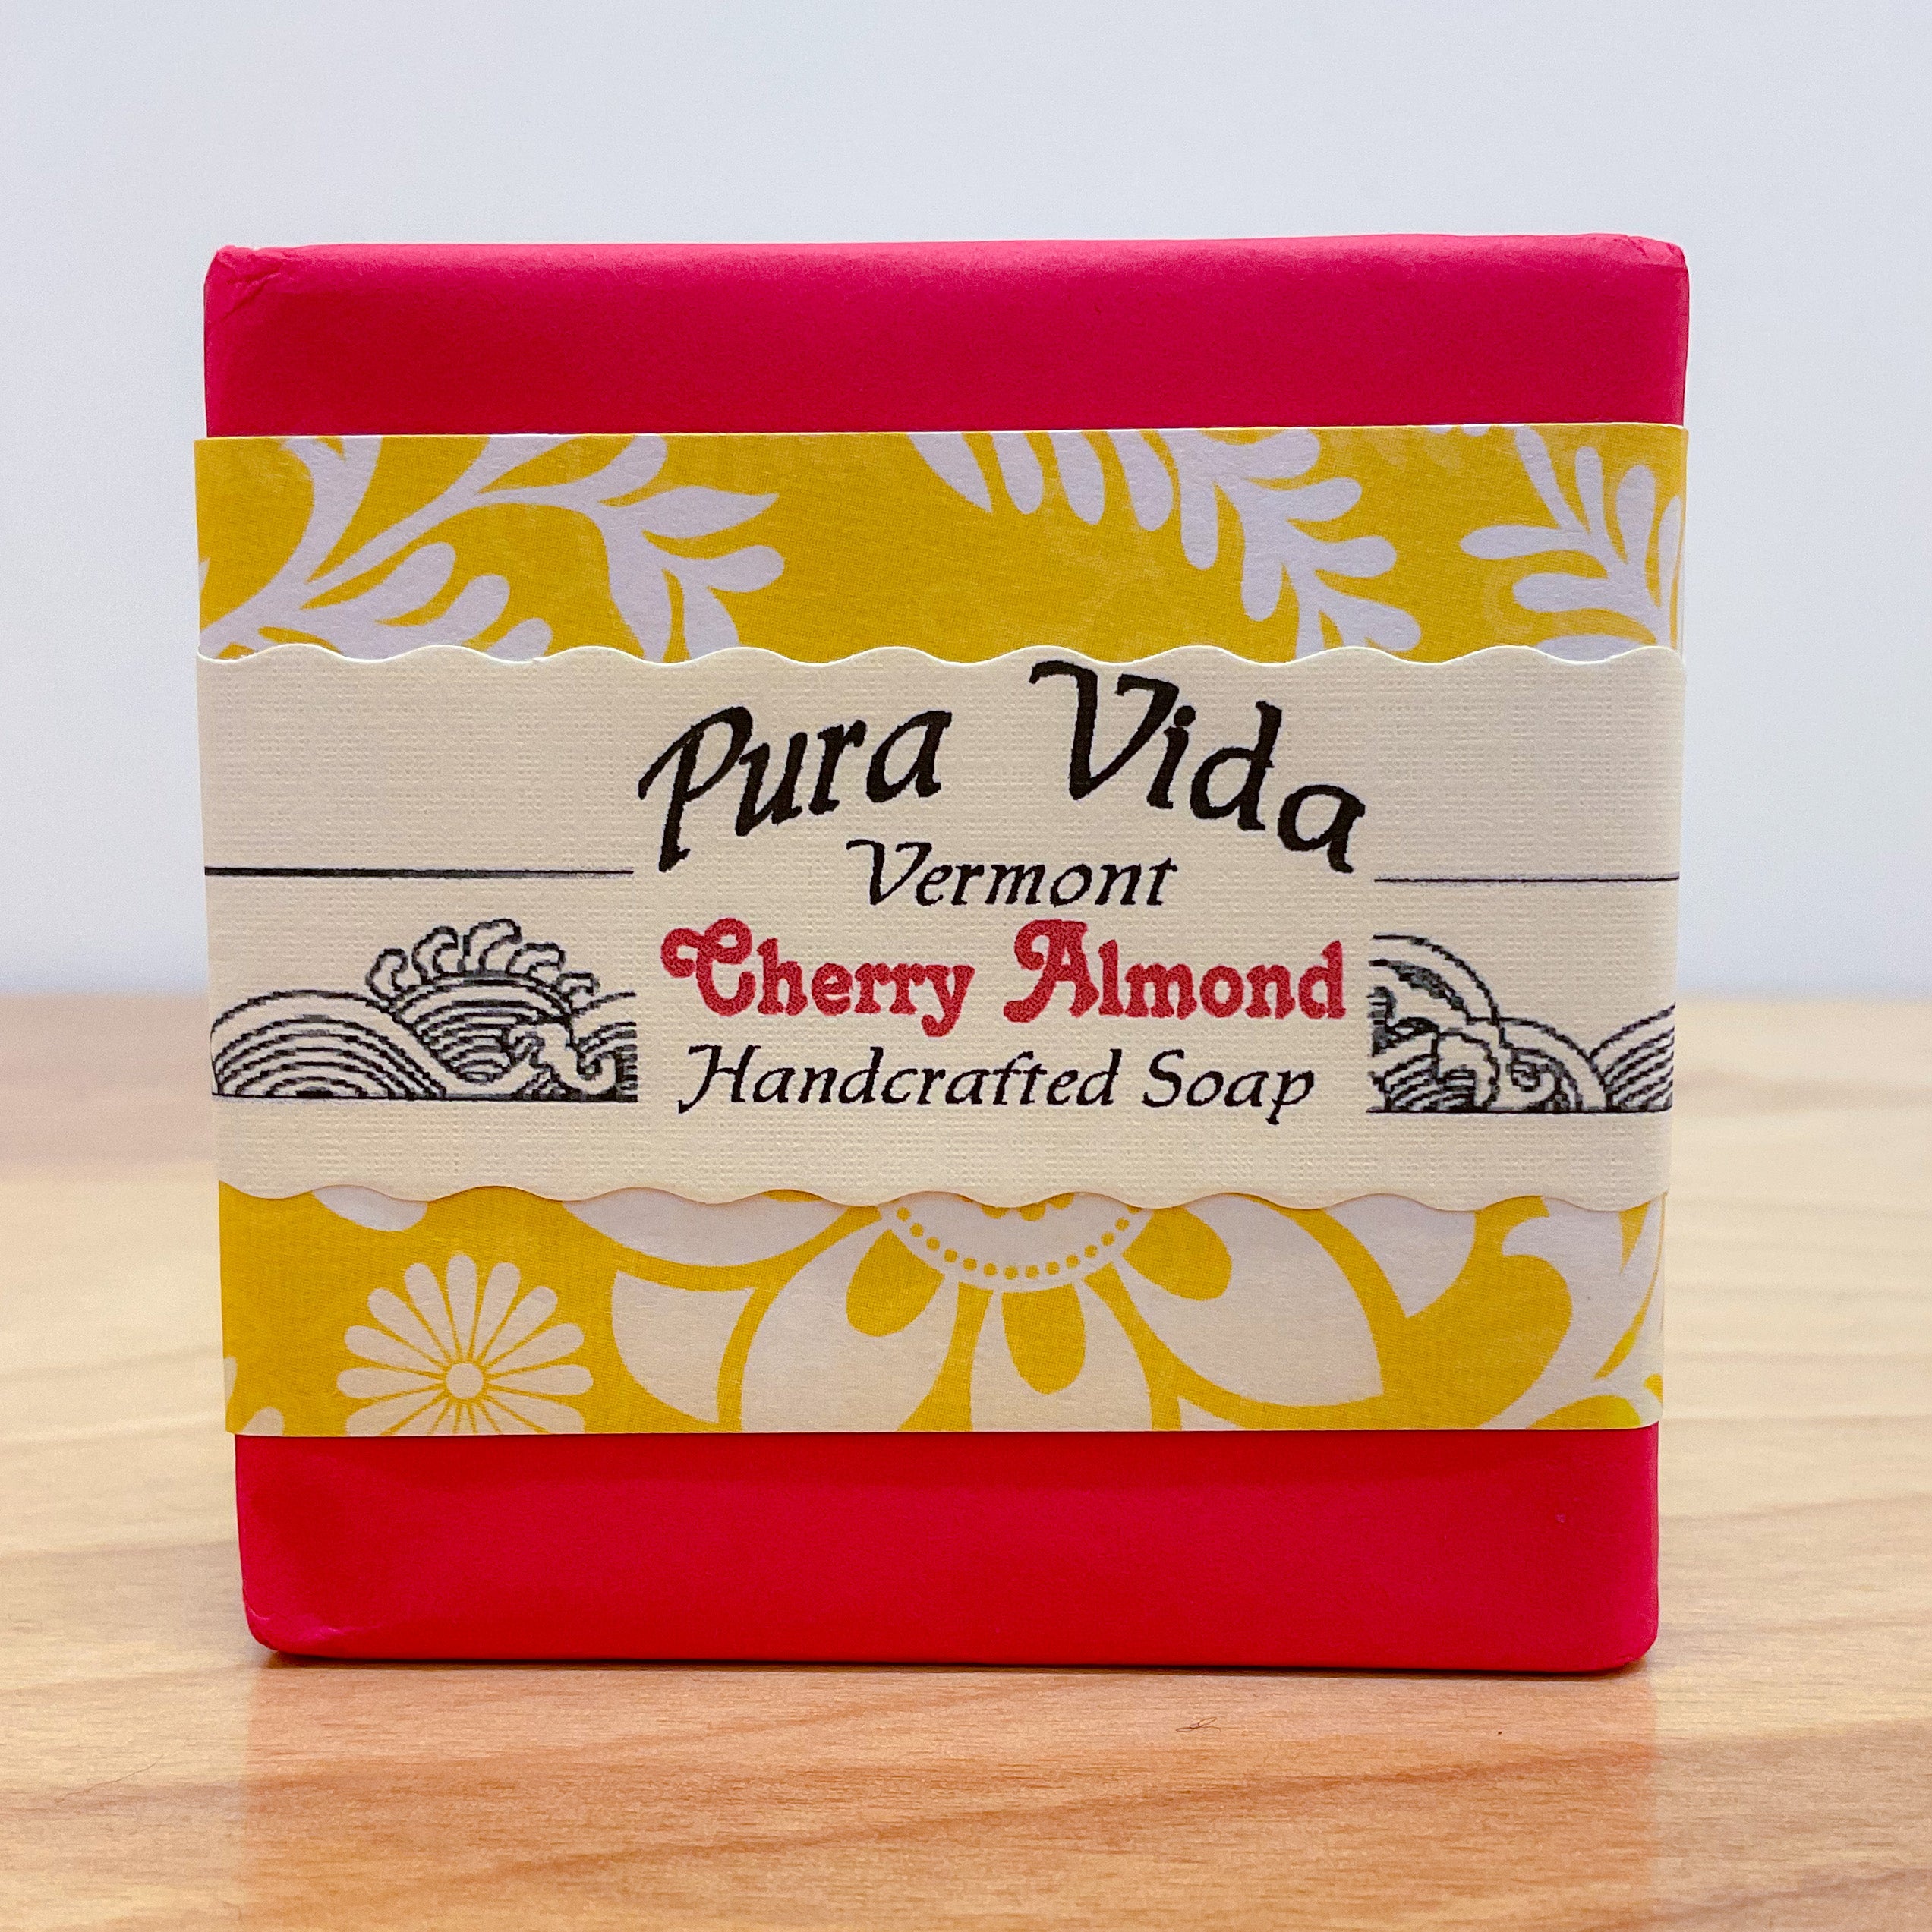 Pura Vida
Vermont
Cherry Almond
Handcrafted Soap